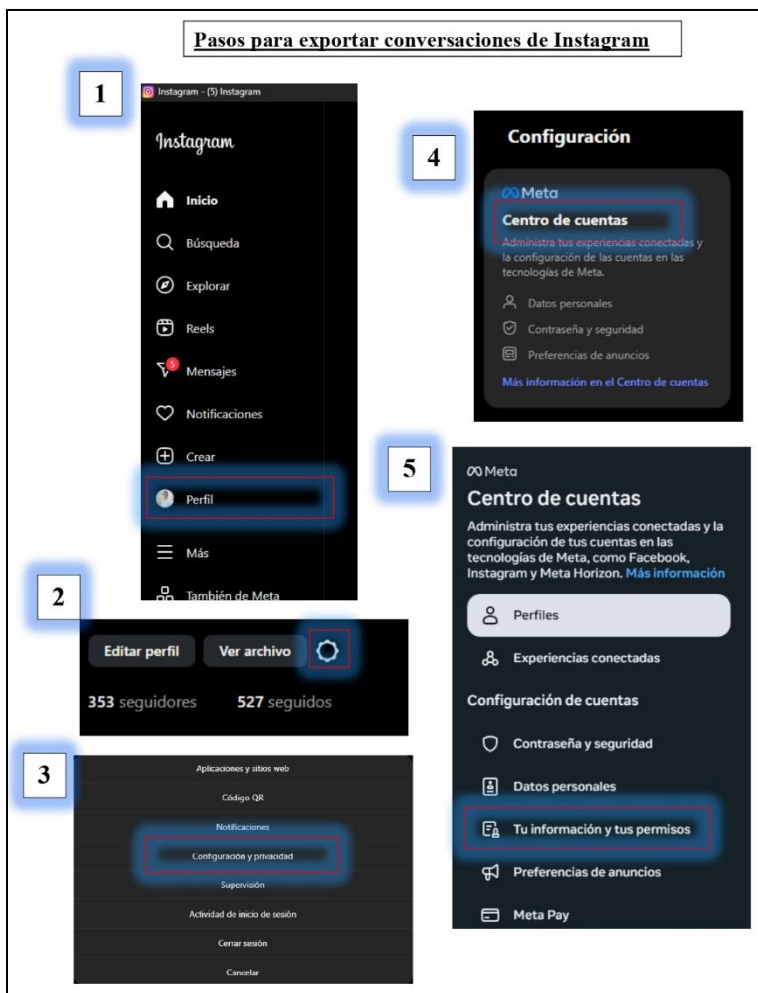 Pasos para exportar conversaciones de Instagram
1
Instagram - (5) Instagram
Instagram
Inicio
Búsqueda
Explorar
Reels
5
Mensajes
Notificaciones
Crear
Perfil
Más
También de Meta
2
Editar perfil
Ver archivo
353 seguidores
527 seguidos
3
Aplicaciones y sitios web
Código QR
Notificaciones
Configuración y privacidad
Supervisión
Actividad de inicio de sesión
Cerrar sesión
Cancelar
4
Configuración
Meta
Centro de cuentas
Administra tus experiencias conectadas y
la configuración de las cuentas en las
tecnologías de Meta.
Datos personales
Contraseña y seguridad
Preferencias de anuncios
Más información en el Centro de cuentas
5
Meta
Centro de cuentas
Administra tus experiencias conectadas y la
configuración de tus cuentas en las
tecnologías de Meta, como Facebook,
Instagram y Meta Horizon. Más información
Perfiles
Experiencias conectadas
Configuración de cuentas
Contraseña y seguridad
Datos personales
Tu información y tus permisos
Preferencias de anuncios
Meta Pay